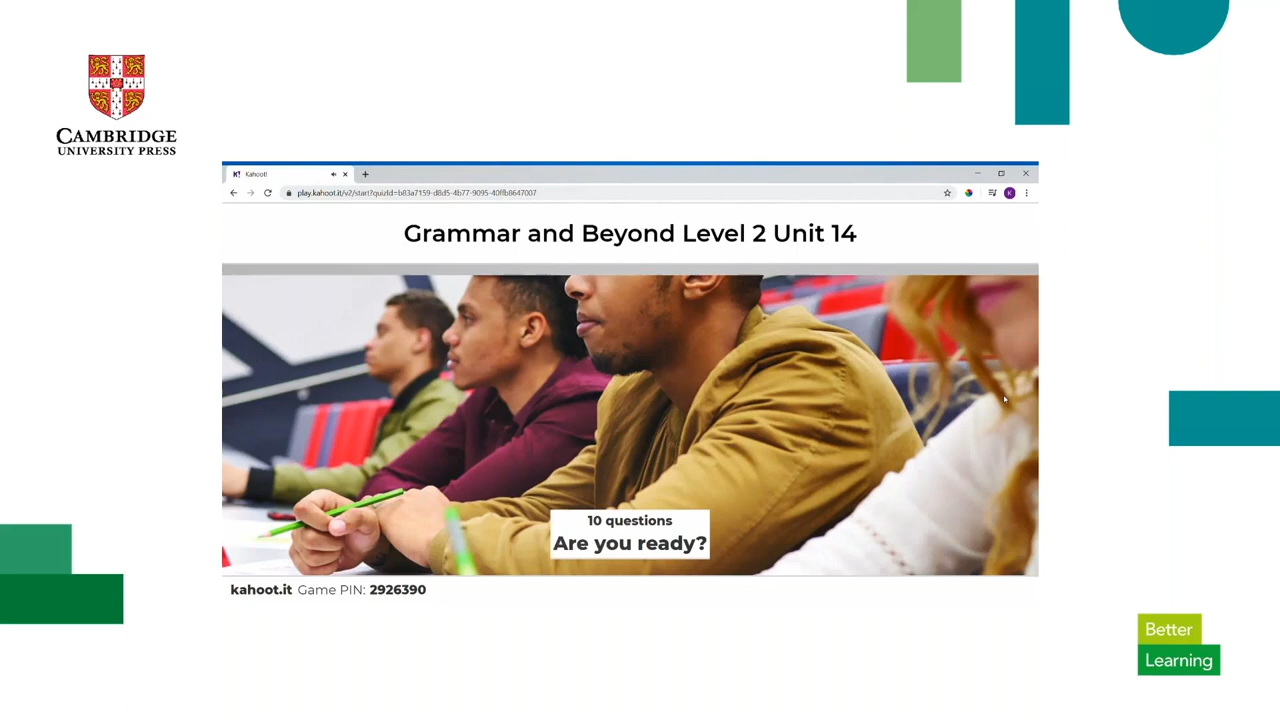 CAMBRIDGE
UNIVERSITY PRESS
Kahoot!
play.kahoot.it/v2/start?quizId=b83a7159-d8d5-4b77-9095-40ffb8647007
K
Grammar and Beyond Level 2 Unit 14
10 questions
Are you ready?
kahoot.it Game PIN: 2926390
Better
Learning